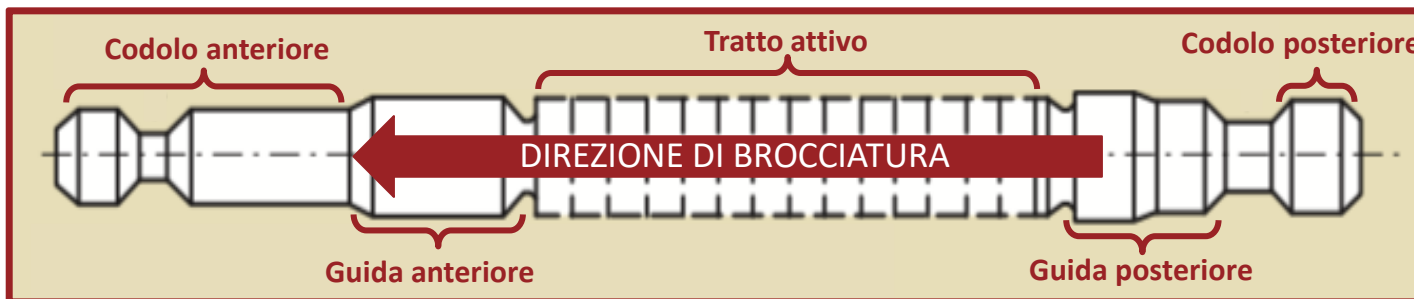 Codolo anteriore
Tratto attivo
Codolo posteriore
DIREZIONE DI BROCCIATURA
Guida anteriore
Guida posteriore